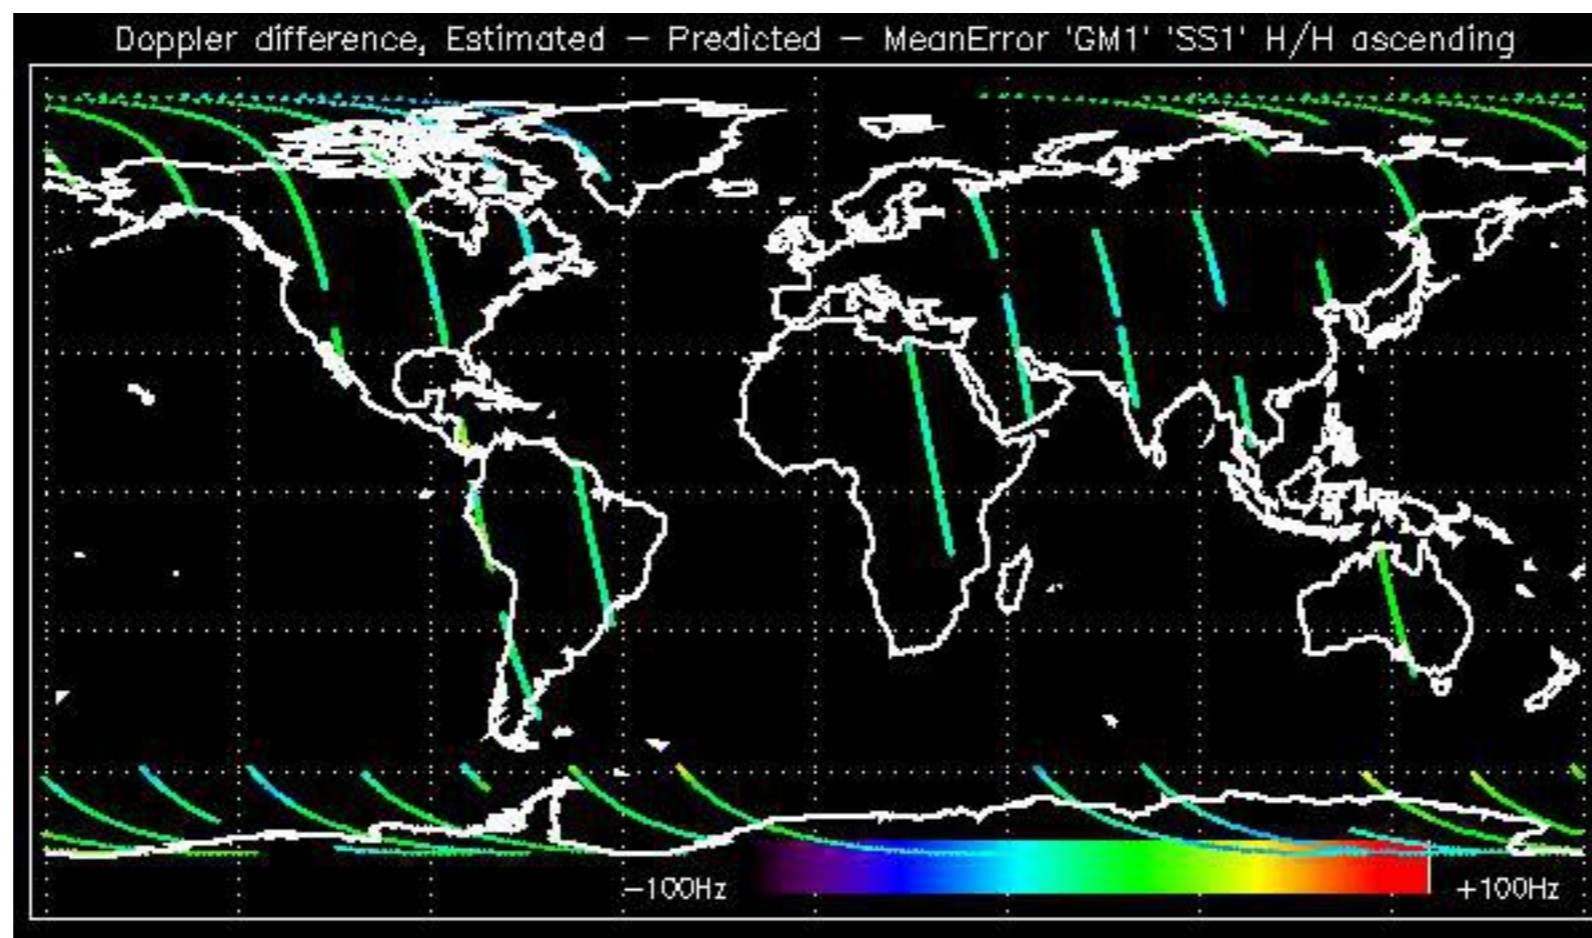 Doppler difference, Estimated – Predicted – MeanError 'GM1' 'SS1' H/H ascending
–100Hz +100Hz